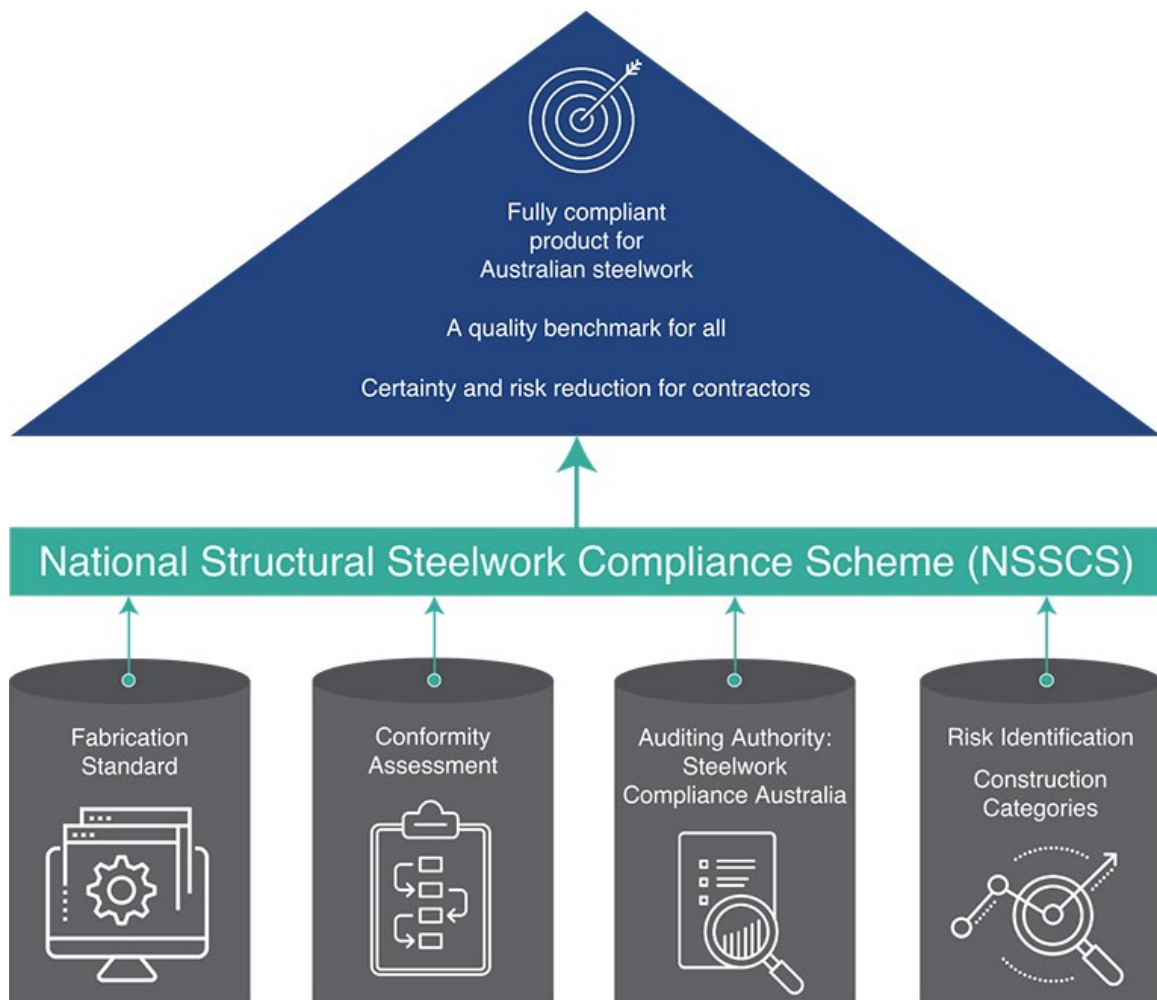 Fully compliant
product for
Australian steelwork
A quality benchmark for all
Certainty and risk reduction for contractors
National Structural Steelwork Compliance Scheme (NSSCS)
Fabrication
Standard
Conformity
Assessment
Auditing Authority:
Steelwork
Compliance Australia
Risk Identification
Construction
Categories